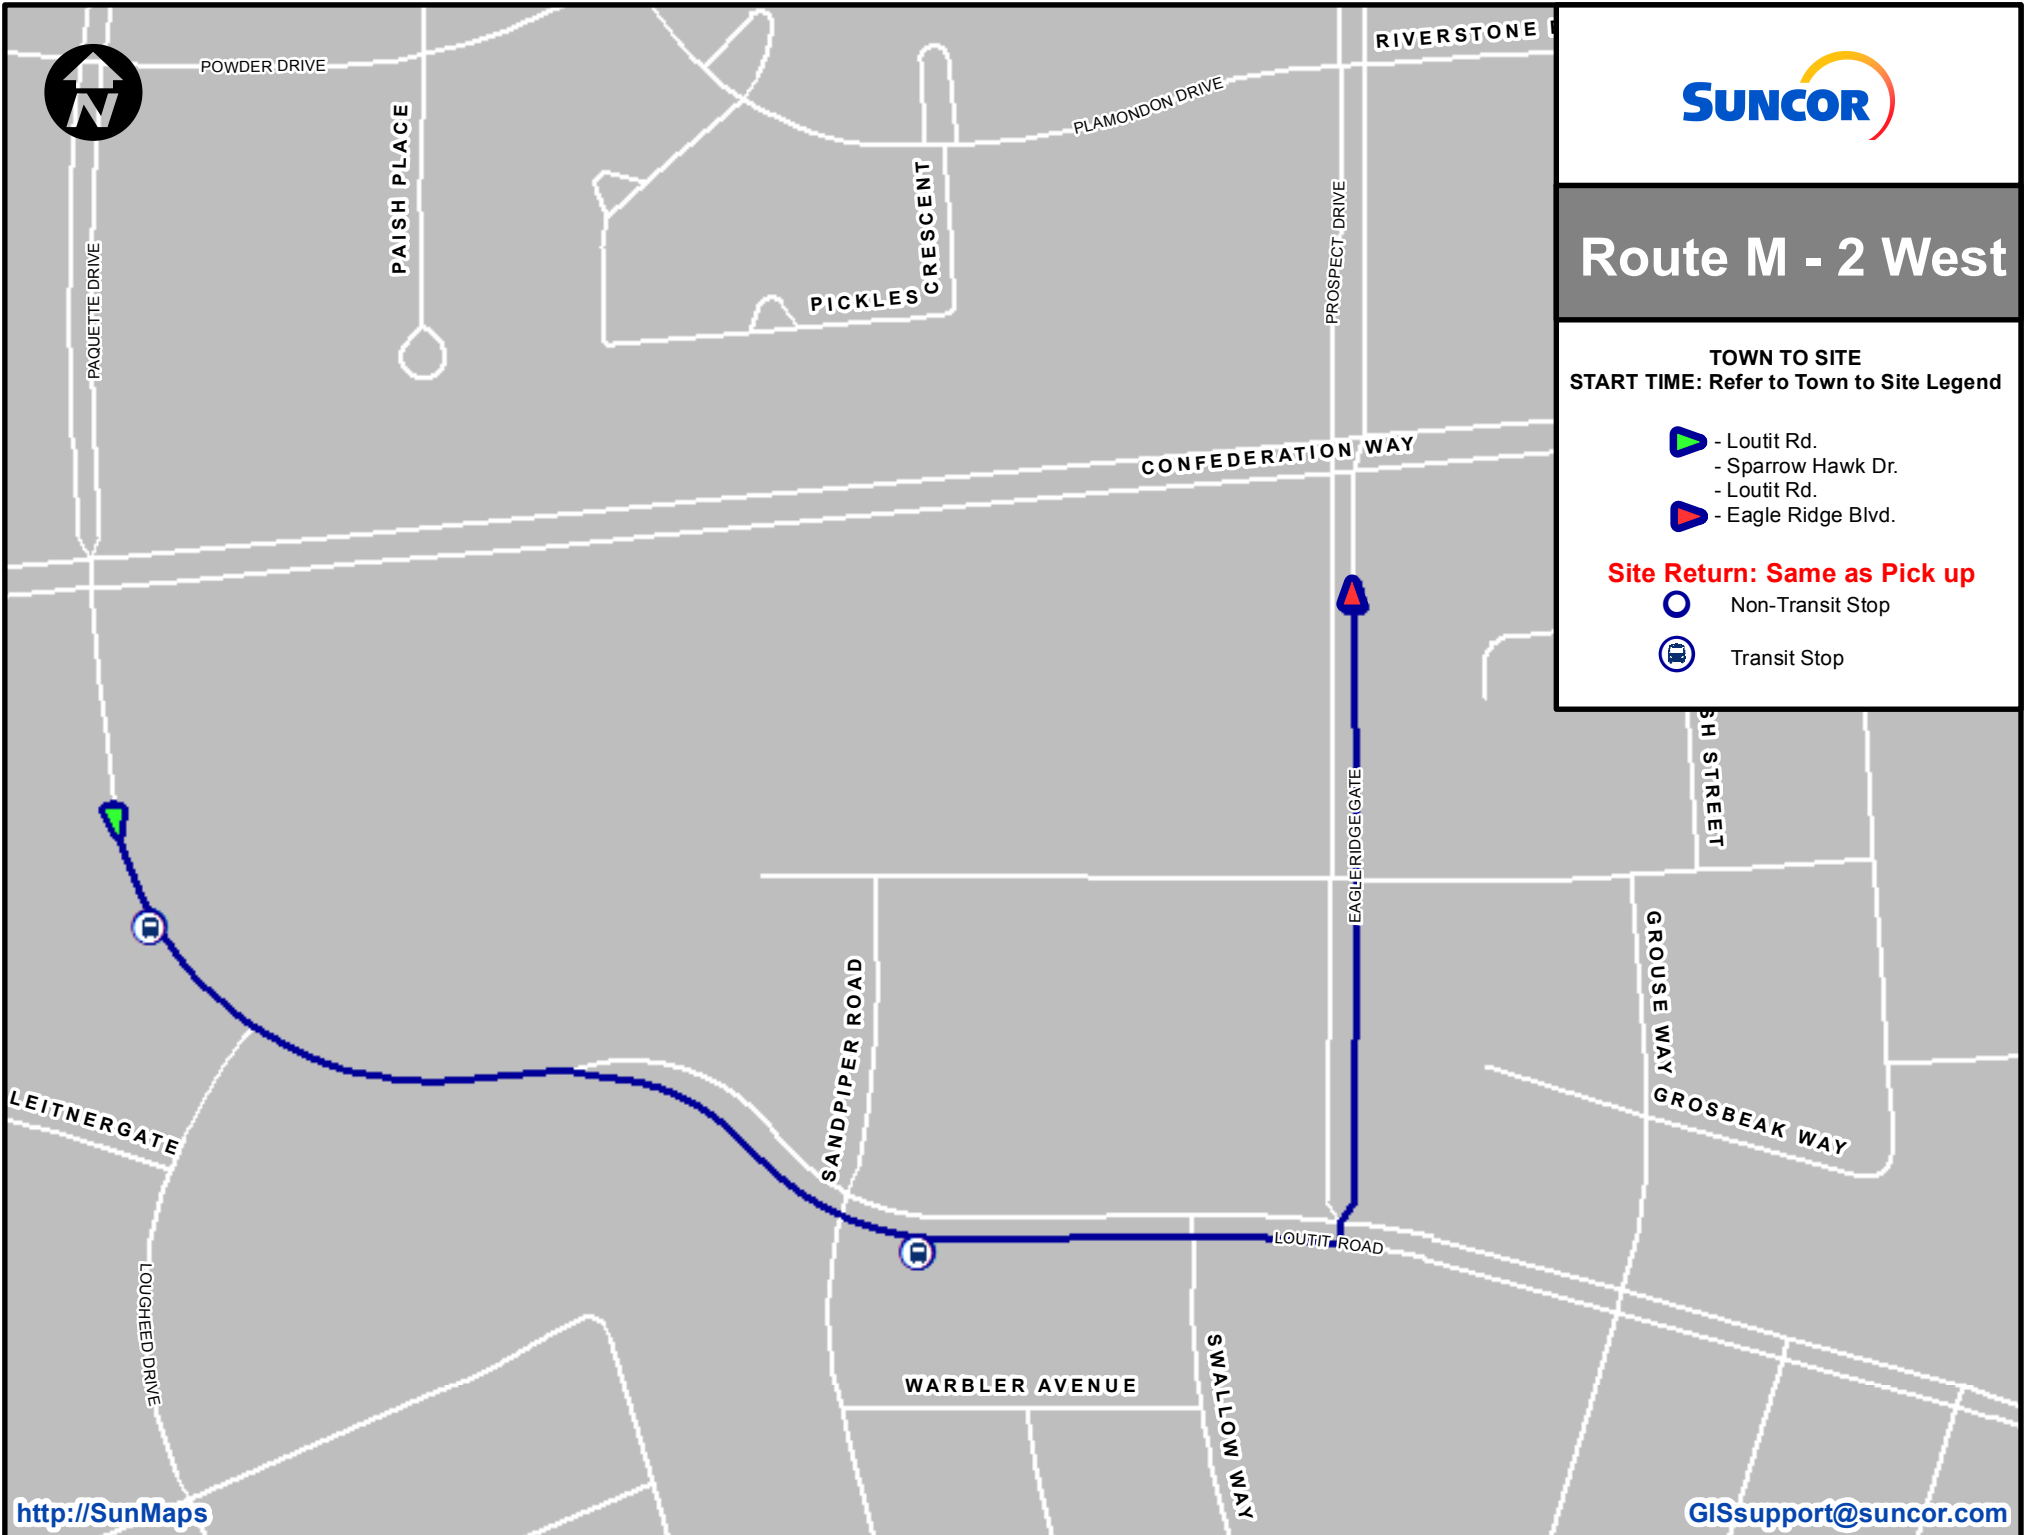 N
POWDER DRIVE
PAISH PLACE
PAQUETTE DRIVE
PICKLES CRESCENT
PLAMONDON DRIVE
RIVERSTONE
PROSPECT DRIVE
CONFEDERATION WAY
SUNCOR
Route M - 2 West
TOWN TO SITE
START TIME: Refer to Town to Site Legend
- Loutit Rd.
- Sparrow Hawk Dr.
- Loutit Rd.
- Eagle Ridge Blvd.
Site Return: Same as Pick up
Non-Transit Stop
Transit Stop
SH STREET
EAGLE RIDGE GATE
GROUSE WAY
GROSBEAK WAY
SANDPIPER ROAD
LEITNERGATE
LOUGHEED DRIVE
LOUTIT ROAD
WARBLER AVENUE
SWALLOW WAY
http://SunMaps
GISsupport@suncor.com